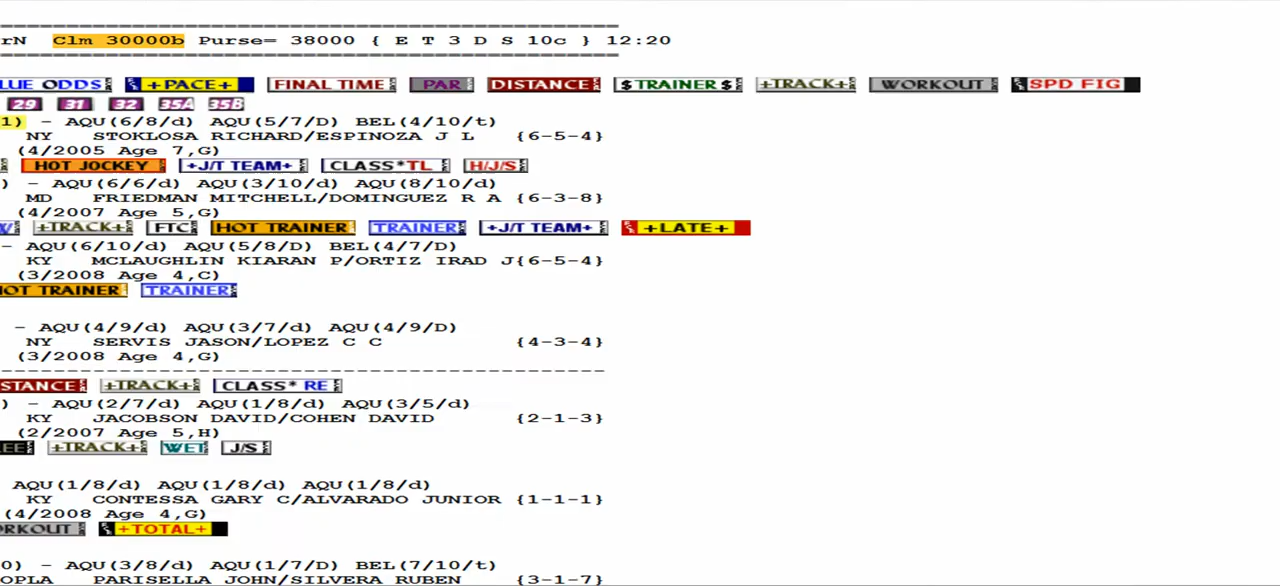 rN Clm 30000b Purse= 38000 { E T 3 D S 10c } 12:20
LUE ODDS +PACE+ FINAL TIME PAR DISTANCE $TRAINER$ +TRACK+ WORKOUT SPD FIG
29 31 32 35A 35B
1) - AQU(6/8/d) AQU(5/7/D) BEL(4/10/t)
NY STOKLOSA RICHARD/ESPINOZA J L {6-5-4}
(4/2005 Age 7,G)
HOT JOCKEY +J/T TEAM+ CLASS*TL H/J/S
) - AQU(6/6/d) AQU(3/10/d) AQU(8/10/d)
MD FRIEDMAN MITCHELL/DOMINGUEZ R A {6-3-8}
(4/2007 Age 5,G)
+TRACK+ FTC HOT TRAINER TRAINER +J/T TEAM+ +LATE+
- AQU(6/10/d) AQU(5/8/D) BEL(4/7/D)
KY MCLAUGHLIN KIARAN P/ORTIZ IRAD J{6-5-4}
(3/2008 Age 4,C)
HOT TRAINER TRAINER
- AQU(4/9/d) AQU(3/7/d) AQU(4/9/D)
NY SERVIS JASON/LOPEZ C C {4-3-4}
(3/2008 Age 4,G)
STANCE +TRACK+ CLASS* RE
) - AQU(2/7/d) AQU(1/8/d) AQU(3/5/d)
KY JACOBSON DAVID/COHEN DAVID {2-1-3}
(2/2007 Age 5,H)
EE +TRACK+ WET J/S
AQU(1/8/d) AQU(1/8/d) AQU(1/8/d)
KY CONTESSA GARY C/ALVARADO JUNIOR {1-1-1}
(4/2008 Age 4,G)
ORKOUT +TOTAL+
0) - AQU(3/8/d) AQU(1/7/D) BEL(7/10/t)
OPLA PARISELLA JOHN/SILVERA RUBEN {3-1-7}